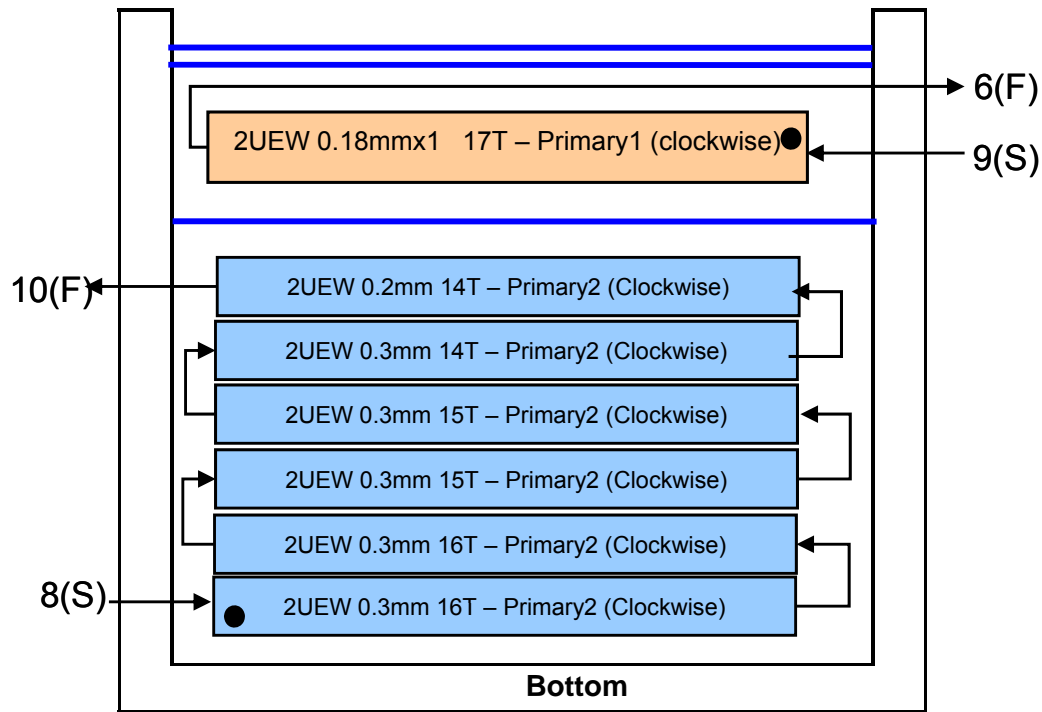 6(F)
2UEW 0.18mmx1 17T – Primary1 (clockwise)
9(S)
10(F)
2UEW 0.2mm 14T – Primary2 (Clockwise)
2UEW 0.3mm 14T – Primary2 (Clockwise)
2UEW 0.3mm 15T – Primary2 (Clockwise)
2UEW 0.3mm 15T – Primary2 (Clockwise)
2UEW 0.3mm 16T – Primary2 (Clockwise)
8(S)
2UEW 0.3mm 16T – Primary2 (Clockwise)
Bottom